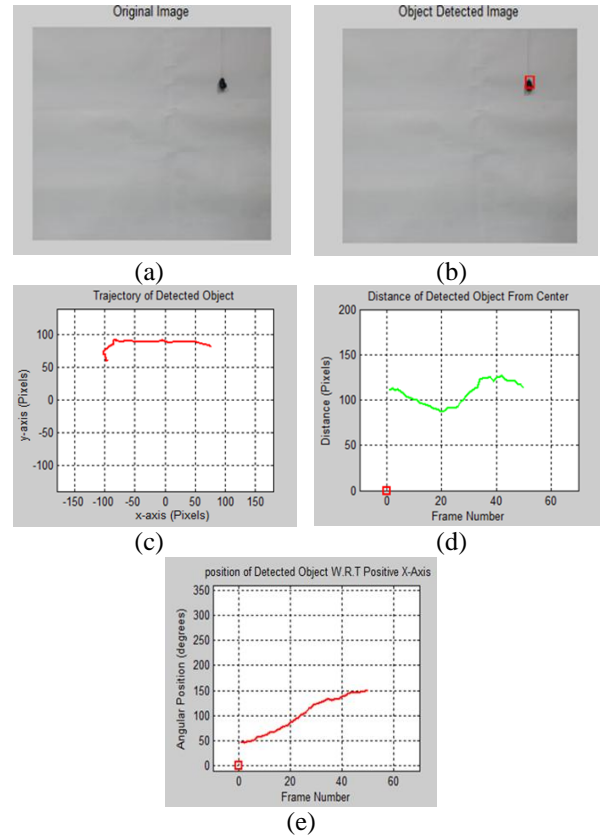 Original Image
Object Detected Image
(a)
(b)
Trajectory of Detected Object
y-axis (Pixels)
100
50
0
-50
-100
-150 -100 -50 0 50 100 150
x-axis (Pixels)
(c)
Distance of Detected Object From Center
Distance (Pixels)
200
150
100
50
0
0 20 40 60
Frame Number
(d)
position of Detected Object W.R.T Positive X-Axis
Angular Position (degrees)
350
300
250
200
150
100
50
0
0 20 40 60
Frame Number
(e)